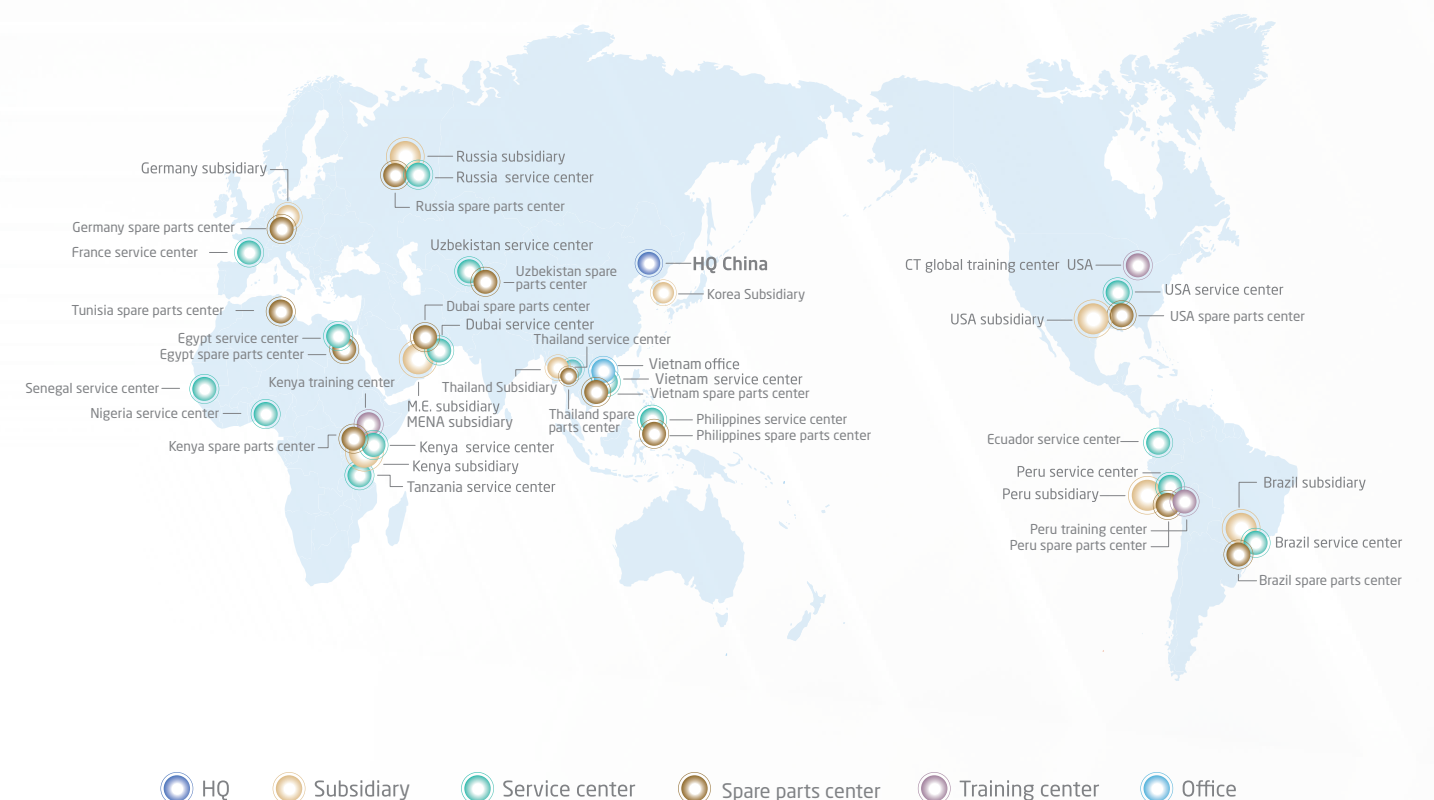 Germany subsidiary
Germany spare parts center
France service center
Tunisia spare parts center
Egypt service center
Egypt spare parts center
Senegal service center
Nigeria service center
Kenya training center
Kenya spare parts center
Russia subsidiary
Russia service center
Russia spare parts center
Uzbekistan service center
Uzbekistan spare
parts center
Dubai spare parts center
Dubai service center
M.E. subsidiary
MENA subsidiary
Kenya service center
Kenya subsidiary
Tanzania service center
HQ China
Korea Subsidiary
Thailand service center
Thailand Subsidiary
Thailand spare
parts center
Vietnam office
Vietnam service center
Vietnam spare parts center
Philippines service center
Philippines spare parts center
CT global training center USA
USA service center
USA subsidiary
USA spare parts center
Ecuador service center
Peru service center
Peru subsidiary
Peru training center
Peru spare parts center
Brazil subsidiary
Brazil service center
Brazil spare parts center
HQ Subsidiary Service center Spare parts center Training center Office